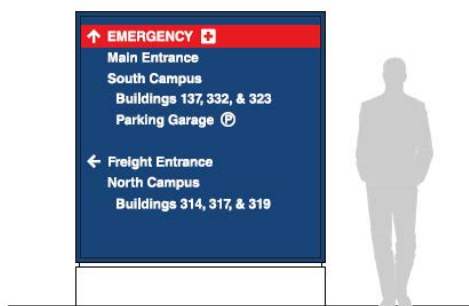 EMERGENCY
Main Entrance
South Campus
Buildings 137, 332, & 323
Parking Garage P
Freight Entrance
North Campus
Buildings 314, 317, & 319